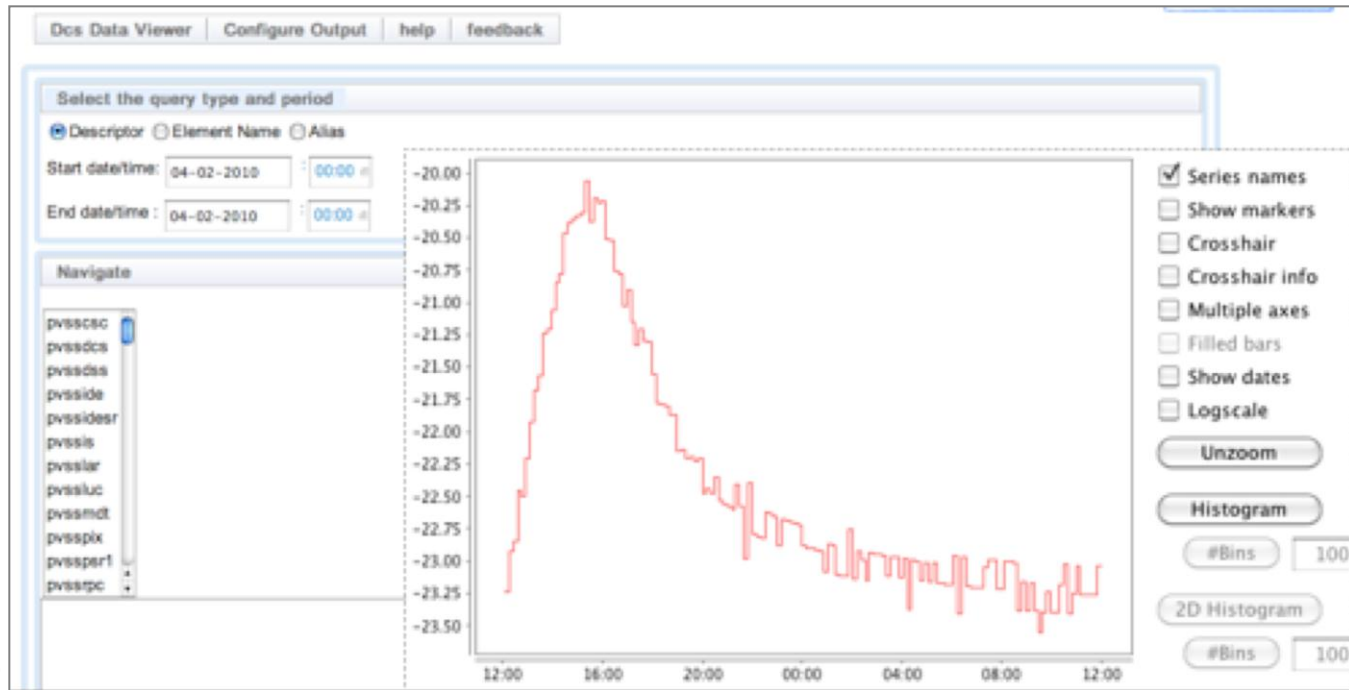 Dcs Data Viewer Configure Output help feedback
Select the query type and period
Descriptor Element Name Alias
Start date/time: 04-02-2010 : 00:00
End date/time : 04-02-2010 : 00:00
Navigate
pvsscsc
pvssdcs
pvssdss
pvsside
pvssidesr
pvssis
pvsslar
pvssluc
pvssmdt
pvsspix
pvsspsr1
pvssrpc
-20.00
-20.25
-20.50
-20.75
-21.00
-21.25
-21.50
-21.75
-22.00
-22.25
-22.50
-22.75
-23.00
-23.25
-23.50
12:00 16:00 20:00 00:00 04:00 08:00 12:00
Series names
Show markers
Crosshair
Crosshair info
Multiple axes
Filled bars
Show dates
Logscale
Unzoom
Histogram
#Bins 100
2D Histogram
#Bins 100